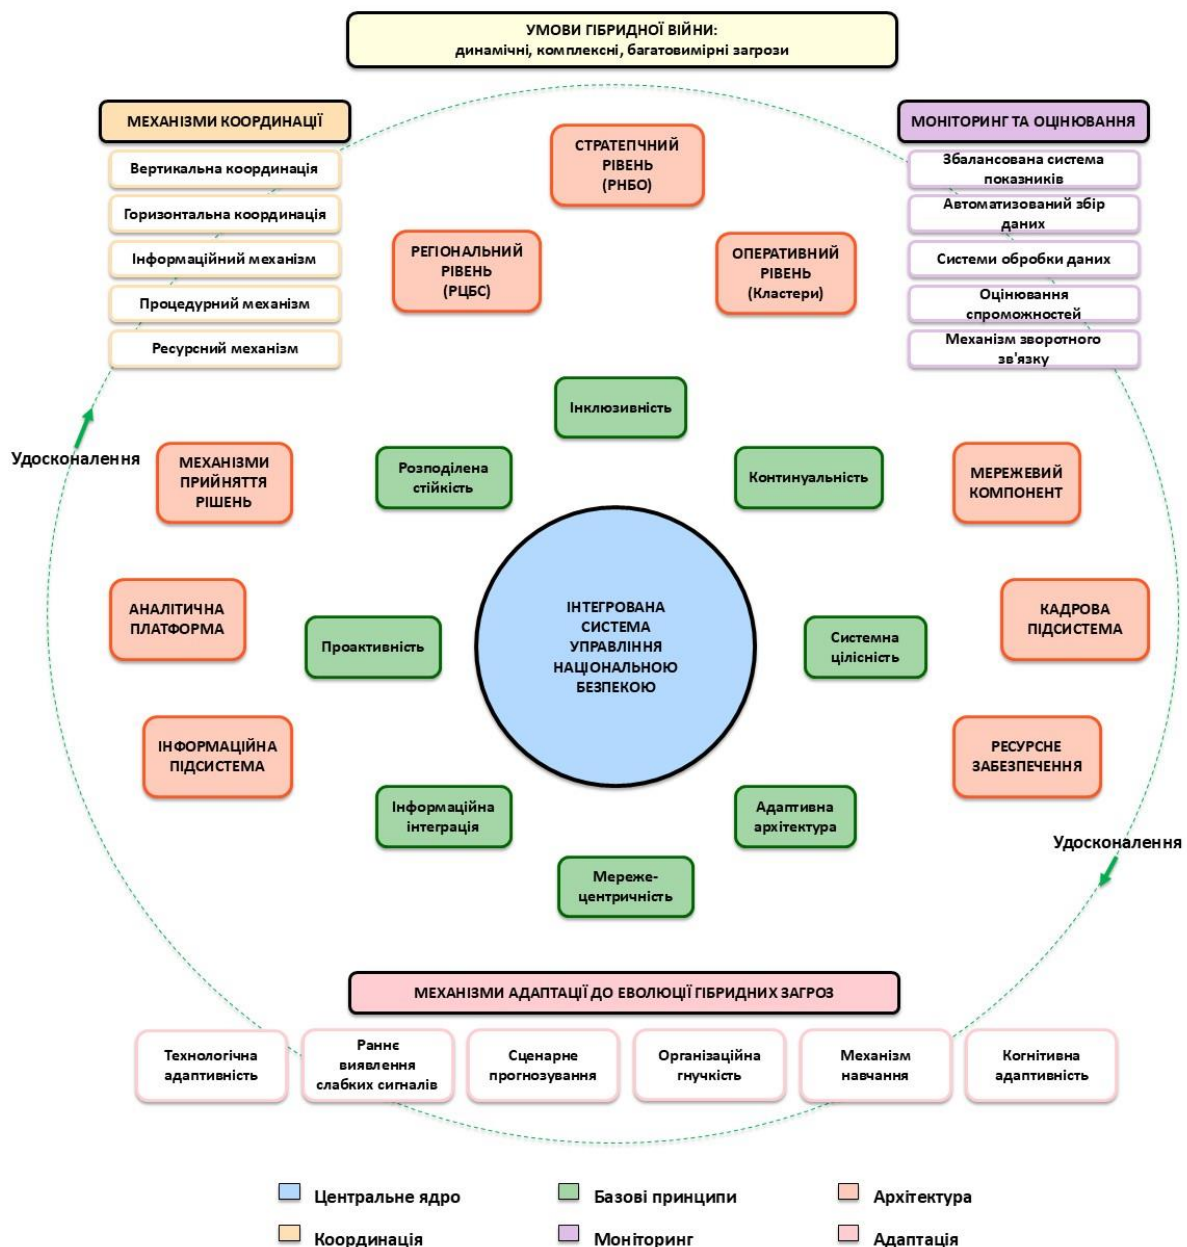 УМОВИ ГІБРИДНОЇ ВІЙНИ:
динамічні, комплексні, багатовимірні загрози
МЕХАНІЗМИ КООРДИНАЦІЇ
Вертикальна координація
Горизонтальна координація
Інформаційний механізм
Процедурний механізм
Ресурсний механізм
МОНІТОРИНГ ТА ОЦІНЮВАННЯ
Збалансована система
показників
Автоматизований збір
даних
Системи обробки даних
Оцінювання
спроможностей
Механізм зворотного
зв'язку
СТРАТЕПЧНИЙ
РІВЕНЬ
(РНБО)
РЕГІОНАЛЬНИЙ
РІВЕНЬ
(РЦБС)
ОПЕРАТИВНИЙ
РІВЕНЬ
(Кластери)
Інклюзивність
Удосконалення
МЕХАНІЗМИ
ПРИЙНЯТТЯ
РІШЕНЬ
Розподілена
стійкість
Континуальність
МЕРЕЖЕВИЙ
КОМПОНЕНТ
АНАЛІТИЧНА
ПЛАТФОРМА
Проактивність
ІНТЕГРОВАНА
СИСТЕМА
УПРАВЛІННЯ
НАЦІОНАЛЬНОЮ
БЕЗПЕКОЮ
Системна
цілісність
КАДРОВА
ПІДСИСТЕМА
ІНФОРМАЦІЙНА
ПІДСИСТЕМА
РЕСУРСНЕ
ЗАБЕЗПЕЧЕННЯ
Інформаційна
інтеграція
Адаптивна
архітектура
Удосконалення
Мереже-
центричність
МЕХАНІЗМИ АДАПТАЦІЇ ДО ЕВОЛЮЦІЇ ГІБРИДНИХ ЗАГРОЗ
Технологічна
адаптивність
Раннє
виявлення
слабких сигналів
Сценарне
прогнозування
Організаційна
гнучкість
Механізм
навчання
Когнітивна
адаптивність
Центральне ядро
Базові принципи
Архітектура
Координація
Моніторинг
Адаптація